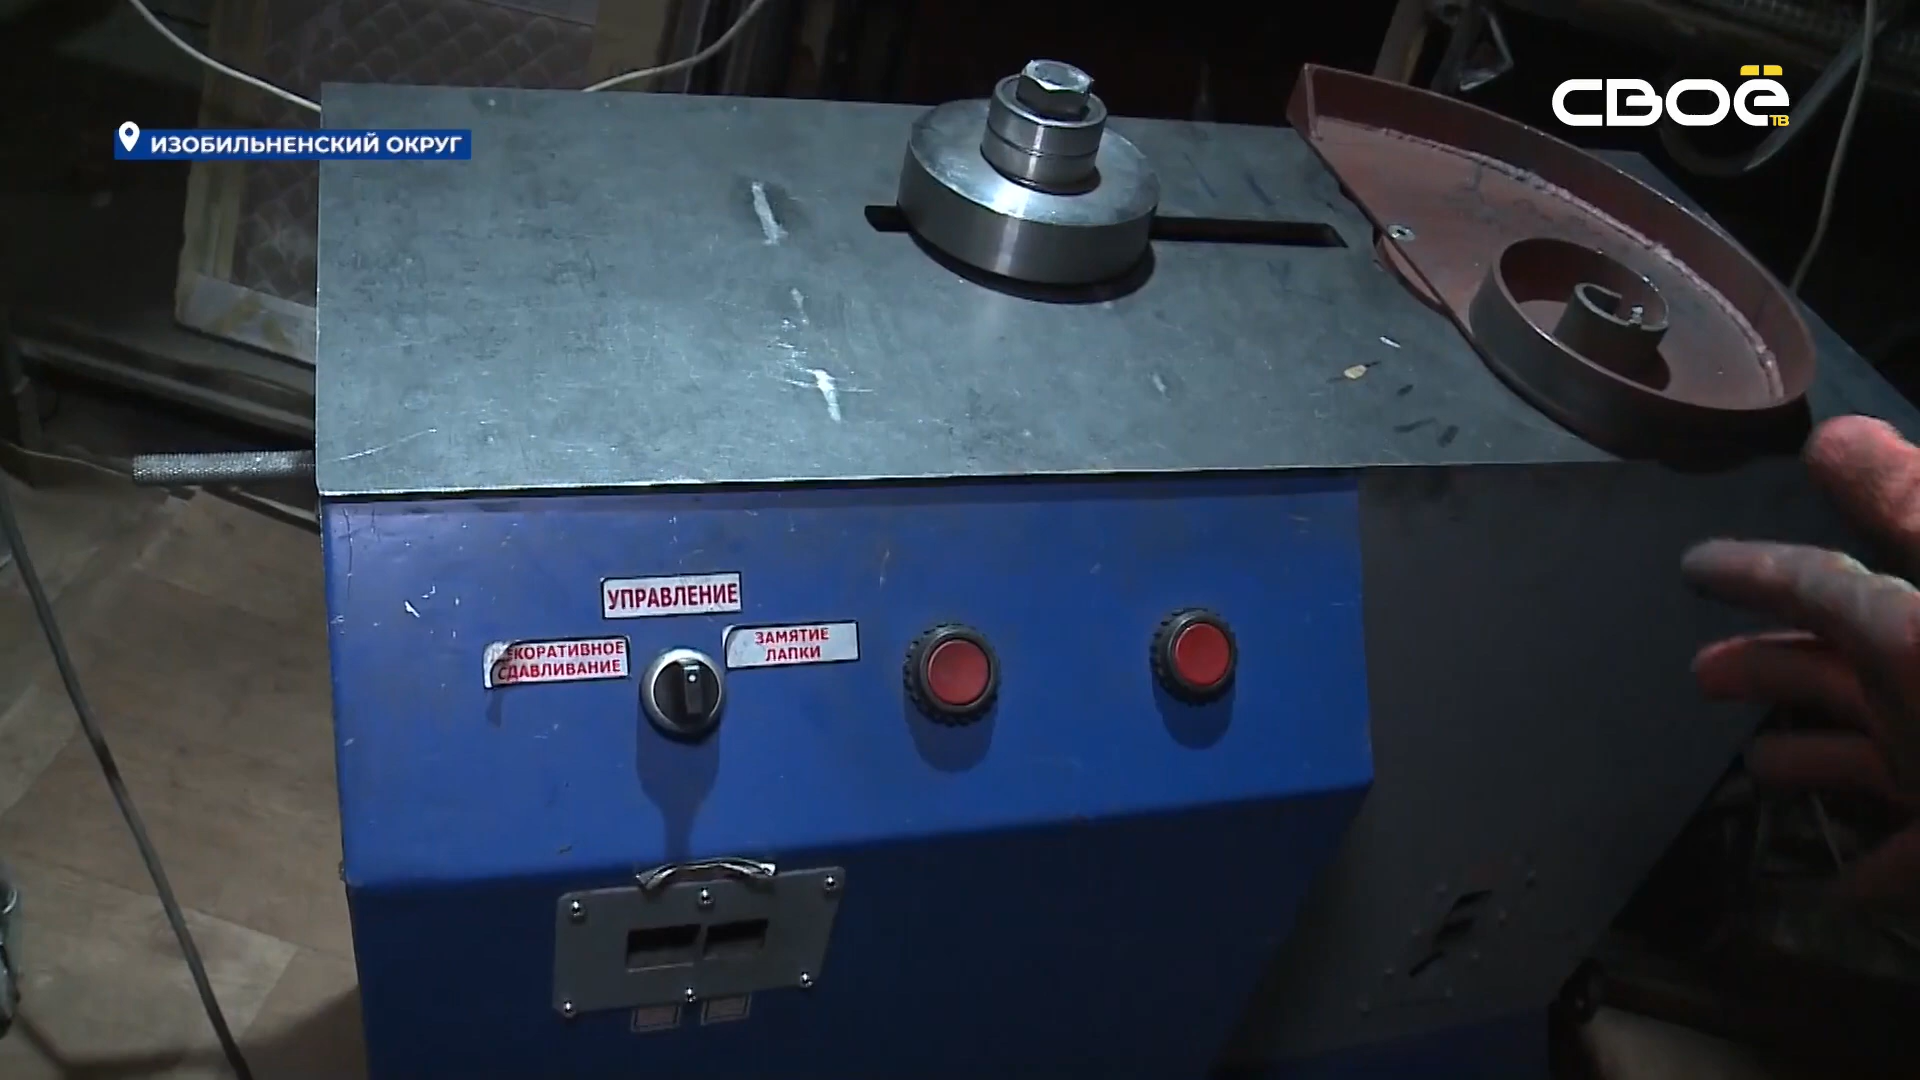 СВОЁ
ТВ
ИЗОБИЛЬНЕНСКИЙ ОКРУГ
УПРАВЛЕНИЕ
ЕКОРАТИВНОЕ
СДАВЛИВАНИЕ
ЗАМЯТИЕ
ЛАПКИ